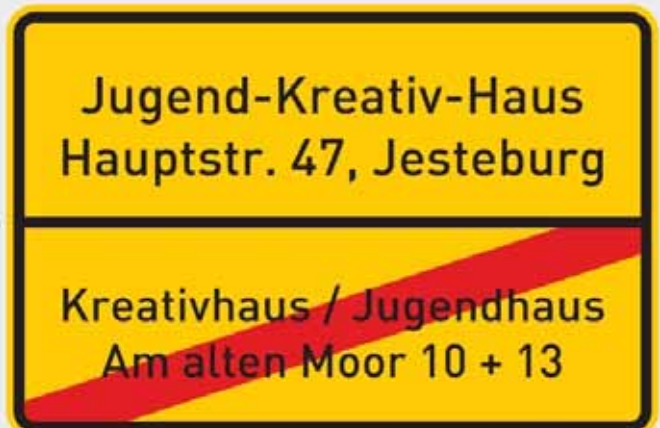 Jugend-Kreativ-Haus
Hauptstr. 47, Jesteburg
Kreativhaus / Jugendhaus
Am alten Moor 10 + 13